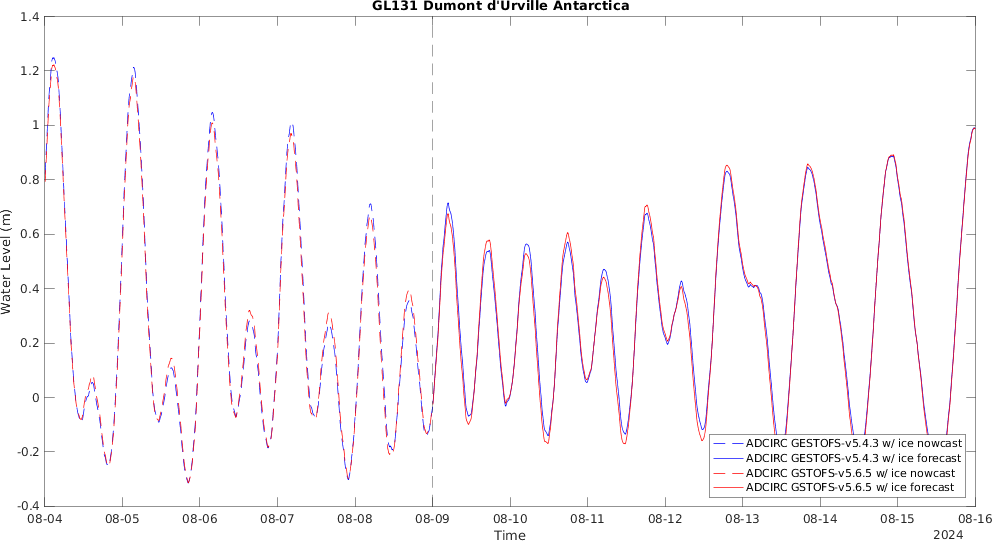 GL131 Dumont d'Urville Antarctica
1.4
1.2
1
0.8
0.6
0.4
0.2
0
-0.2
-0.4
Water Level (m)
ADCIRC GESTOFS-v5.4.3 w/ ice nowcast
ADCIRC GESTOFS-v5.4.3 w/ ice forecast
ADCIRC GSTOFS-v5.6.5 w/ ice nowcast
ADCIRC GSTOFS-v5.6.5 w/ ice forecast
08-04 08-05 08-06 08-07 08-08 08-09 08-10 08-11 08-12 08-13 08-14 08-15 08-16
Time
2024